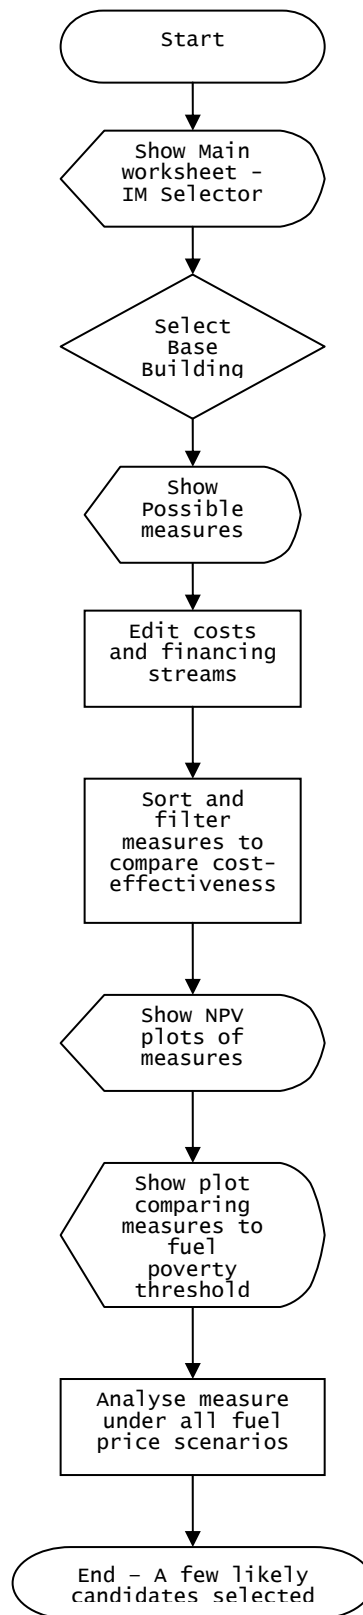 Start
Show Main
worksheet –
IM Selector
Select
Base
Building
Show
Possible
measures
Edit costs
and financing
streams
Sort and
filter
measures to
compare cost-
effectiveness
Show NPV
plots of
measures
Show plot
comparing
measures to
fuel
poverty
threshold
Analyse measure
under all fuel
price scenarios
End – A few likely
candidates selected